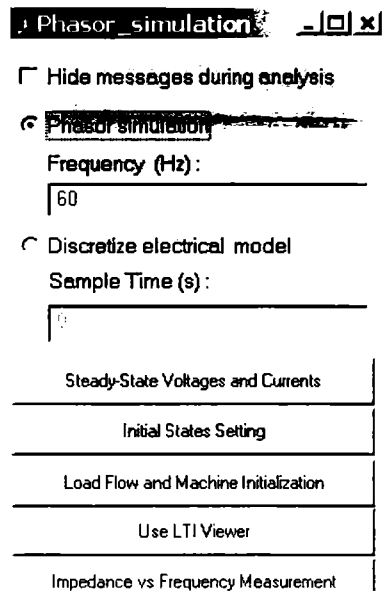 Phasor_simulation
Hide messages during analysis
Phasor simulation
Frequency (Hz) :
60
Discretize electrical model
Sample Time (s) :
0
Steady-State Voltages and Currents
Initial States Setting
Load Flow and Machine Initialization
Use LTI Viewer
Impedance vs Frequency Measurement